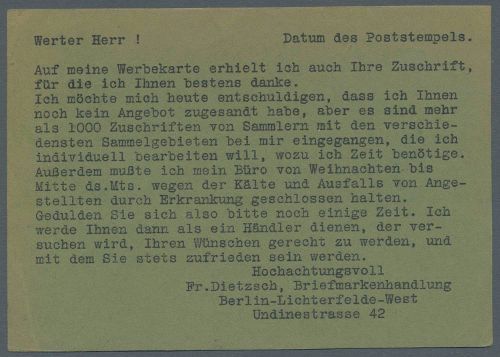 Werter Herr ! Datum des Poststempels.
Auf meine Werbekarte erhielt ich auch Ihre Zuschrift,
für die ich Ihnen bestens danke.
Ich möchte mich heute entschuldigen, dass ich Ihnen
noch kein Angebot zugesandt habe, aber es sind mehr
als 1000 Zuschriften von Sammlern mit den verschie-
densten Sammelgebieten bei mir eingegangen, die ich
individuell bearbeiten will, wozu ich Zeit benötige.
Außerdem mußte ich mein Büro von Weihnachten bis
Mitte ds.Mts. wegen der Kälte und Ausfalls von Ange-
stellten durch Erkrankung geschlossen halten.
Gedulden Sie sich also bitte noch einige Zeit. Ich
werde Ihnen dann als ein Händler dienen, der ver-
suchen wird, Ihren Wünschen gerecht zu werden, und
mit dem Sie stets zufrieden sein werden.
Hochachtungsvoll
Fr.Dietzsch, Briefmarkenhandlung
Berlin-Lichterfelde-West
Undinestrasse 42